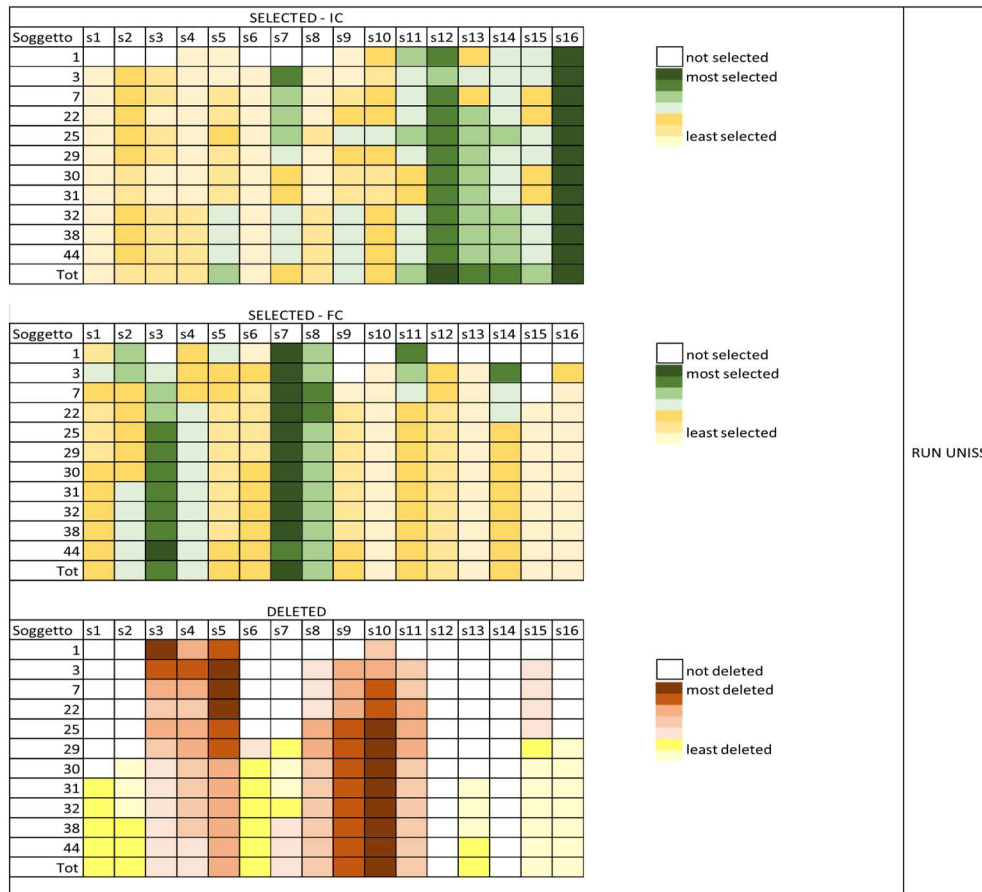 SELECTED - IC
Soggetto s1 s2 s3 s4 s5 s6 s7 s8 s9 s10 s11 s12 s13 s14 s15 s16
1
not selected
3
most selected
7
22
25
least selected
29
30
31
32
38
44
Tot
SELECTED - FC
Soggetto s1 s2 s3 s4 s5 s6 s7 s8 s9 s10 s11 s12 s13 s14 s15 s16
1
not selected
3
most selected
7
22
25
least selected
29
30
RUN UNISS
31
32
38
44
Tot
DELETED
Soggetto s1 s2 s3 s4 s5 s6 s7 s8 s9 s10 s11 s12 s13 s14 s15 s16
1
3
not deleted
7
most deleted
22
25
29
30
least deleted
31
32
38
44
Tot